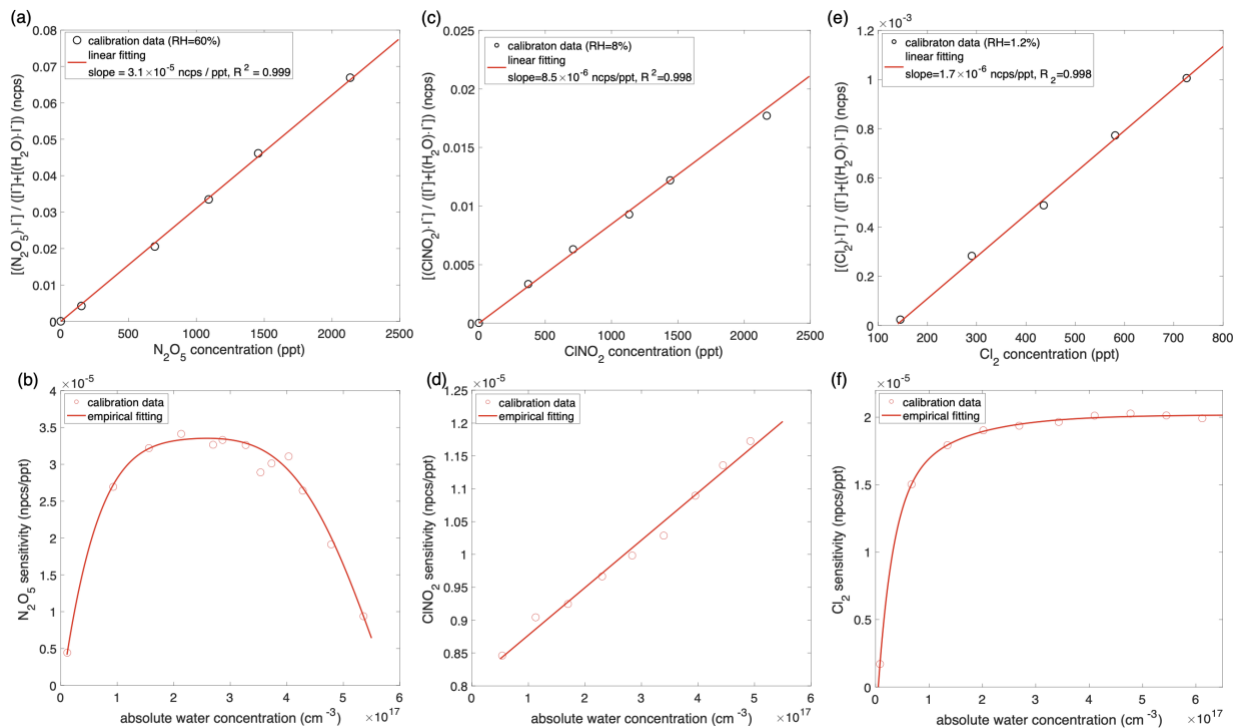 (a)
calibration data (RH=60%)
linear fitting
slope = 3.1×10⁻⁵ ncps / ppt, R² = 0.999
[(N₂O₅)·I⁻] / ([I⁻]+[(H₂O)·I⁻]) (ncps)
0.08
0.07
0.06
0.05
0.04
0.03
0.02
0.01
0
0 500 1000 1500 2000 2500
N₂O₅ concentration (ppt)
(c)
calibraton data (RH=8%)
linear fitting
slope=8.5×10⁻⁶ ncps/ppt, R²=0.998
[(ClNO₂)·I⁻] / ([I⁻]+[(H₂O)·I⁻]) (ncps)
0.025
0.02
0.015
0.01
0.005
0
0 500 1000 1500 2000 2500
ClNO₂ concentration (ppt)
(e)
×10⁻³
calibration data (RH=1.2%)
linear fitting
slope=1.7×10⁻⁶ ncps/ppt, R₂=0.998
[(Cl₂)·I⁻] / ([I⁻]+[(H₂O)·I⁻]) (ncps)
1.2
1
0.8
0.6
0.4
0.2
0
100 200 300 400 500 600 700 800
Cl₂ concentration (ppt)
(b)
×10⁻⁵
calibration data
empirical fitting
N₂O₅ sensitivity (npcs/ppt)
4
3.5
3
2.5
2
1.5
1
0.5
0
0 1 2 3 4 5 6
absolute water concentration (cm⁻³) ×10¹⁷
(d)
×10⁻⁵
calibration data
empirical fitting
ClNO₂ sensitivity (npcs/ppt)
1.25
1.2
1.15
1.1
1.05
1
0.95
0.9
0.85
0.8
0 1 2 3 4 5 6
absolute water concentration (cm⁻³) ×10¹⁷
(f)
×10⁻⁵
calibration data
empirical fitting
Cl₂ sensitivity (npcs/ppt)
2
1.5
1
0.5
0
0 1 2 3 4 5 6
absolute water concentration (cm⁻³) ×10¹⁷